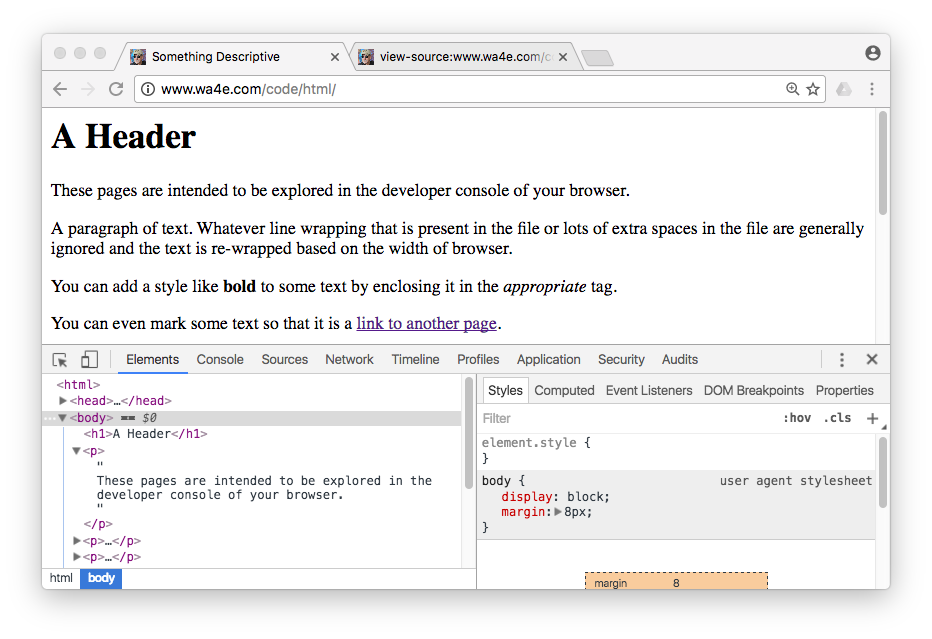 Something Descriptive
view-source:www.wa4e.com/c
www.wa4e.com/code/html/
A Header
These pages are intended to be explored in the developer console of your browser.
A paragraph of text. Whatever line wrapping that is present in the file or lots of extra spaces in the file are generally
ignored and the text is re-wrapped based on the width of browser.
You can add a style like bold to some text by enclosing it in the appropriate tag.
You can even mark some text so that it is a link to another page.
Elements Console Sources Network Timeline Profiles Application Security Audits
<html>
<head>…</head>
<body> == $0
<h1>A Header</h1>
<p>
"
These pages are intended to be explored in the
developer console of your browser.
"
</p>
<p>…</p>
<p>…</p>
html body
Styles Computed Event Listeners DOM Breakpoints Properties
Filter :hov .cls +
element.style {
}
body { user agent stylesheet
display: block;
margin: 8px;
}
margin 8